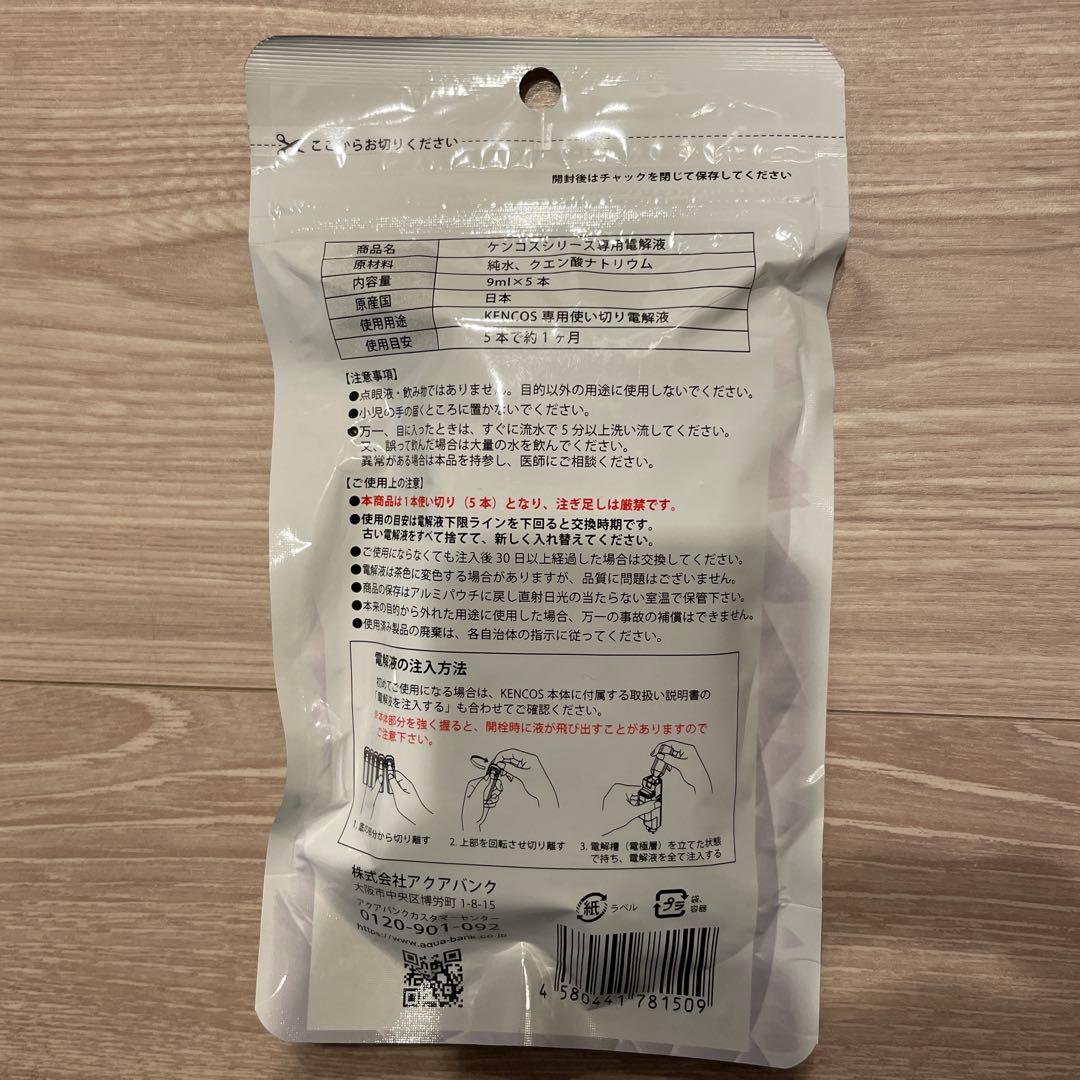 ここからお切りください
開封後はチャックを閉じて保存してください
商品名 ケンコスシリーズ専用電解液
原材料 純水、クエン酸ナトリウム
内容量 9ml×5本
原産国 日本
使用用途 KENCOS専用使い切り電解液
使用目安 5本で約1ヶ月
【注意事項】
●点眼液・飲み物ではありません。目的以外の用途に使用しないでください。
●小児の手の届くところに置かないでください。
●万一、目に入ったときは、すぐに流水で5分以上洗い流してください。
又、誤って飲んだ場合は大量の水を飲んでください。
異常がある場合は本品を持参し、医師にご相談ください。
【ご使用上の注意】
●本商品は1本使い切り（5本）となり、注ぎ足しは厳禁です。
●使用の目安は電解液下限ラインを下回ると交換時期です。
古い電解液をすべて捨てて、新しく入れ替えてください。
●ご使用にならなくても注入後30日以上経過した場合は交換してください。
●電解液は茶色に変色する場合がありますが、品質に問題はございません。
●商品の保存はアルミパウチに戻し直射日光の当たらない室温で保管下さい。
●本来の目的から外れた用途に使用した場合、万一の事故の補償はできません。
●使用済み製品の廃棄は、各自治体の指示に従ってください。
電解液の注入方法
初めてご使用になる場合は、KENCOS本体に付属する取扱い説明書の
「電解液を注入する」も合わせてご確認ください。
※本体部分を強く握ると、開栓時に液が飛び出すことがありますので
ご注意下さい。
1. 底の部分から切り離す
2. 上部を回転させ切り離す
3. 電解槽（電極層）を立てた状態
で持ち、電解液を全て注入する
株式会社アクアバンク
大阪市中央区博労町1-8-15
アクアバンクカスタマーセンター
0120-901-092
https://www.aqua-bank.co.jp
紙 ラベル
プラ 袋、
容器
4 580441 781509